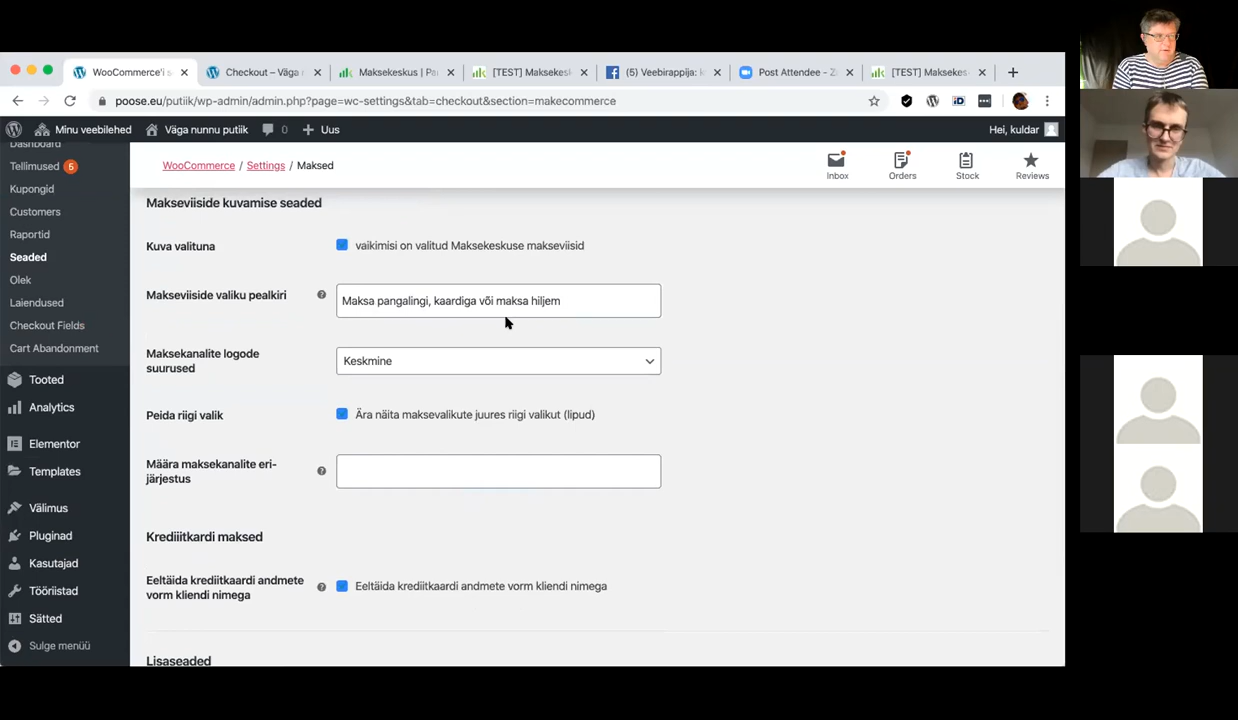 WooCommerce'i s
Checkout – Väga
Maksekeskus | Pa
[TEST] Maksekes
(5) Veebirappija: k
Post Attendee - Z
[TEST] Makses
poose.eu/putiik/wp-admin/admin.php?page=wc-settings&tab=checkout&section=makecommerce
Minu veebilehed
Väga nunnu putiik
0
Uus
Hei, kuldar
Dashboard
Tellimused 5
Kupongid
Customers
Raportid
Seaded
Olek
Laiendused
Checkout Fields
Cart Abandonment
Tooted
Analytics
Elementor
Templates
Välimus
Pluginad
Kasutajad
Tööriistad
Sätted
Sulge menüü
WooCommerce / Settings / Maksed
Inbox
Orders
Stock
Reviews
Makseviiside kuvamise seaded
Kuva valituna
vaikimisi on valitud Maksekeskuse makseviisid
Makseviiside valiku pealkiri
Maksa pangalingi, kaardiga või maksa hiljem
Maksekanalite logode
suurused
Keskmine
Peida riigi valik
Ära näita maksevalikute juures riigi valikut (lipud)
Määra maksekanalite eri-
järjestus
Krediiitkardi maksed
Eeltäida krediitkaardi andmete
vorm kliendi nimega
Eeltäida krediitkaardi andmete vorm kliendi nimega
Lisaseaded